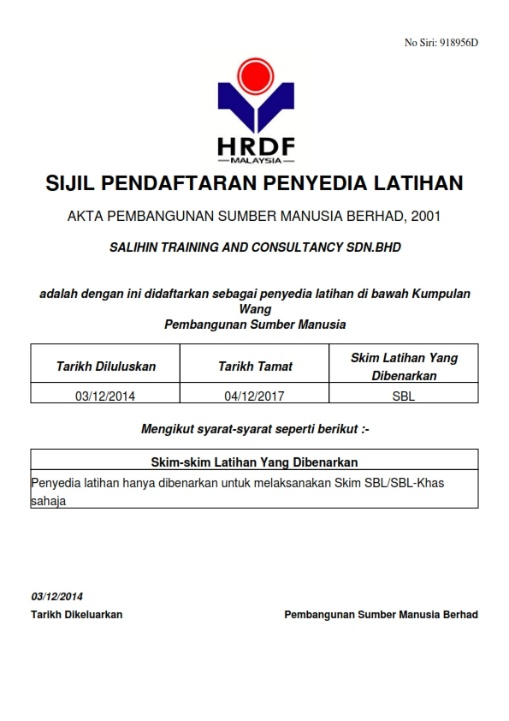 No Siri: 918956D
HRDF
MALAYSIA
SIJIL PENDAFTARAN PENYEDIA LATIHAN
AKTA PEMBANGUNAN SUMBER MANUSIA BERHAD, 2001
SALIHIN TRAINING AND CONSULTANCY SDN.BHD
adalah dengan ini didaftarkan sebagai penyedia latihan di bawah Kumpulan
Wang
Pembangunan Sumber Manusia
Tarikh Diluluskan
Tarikh Tamat
Skim Latihan Yang
Dibenarkan
03/12/2014
04/12/2017
SBL
Mengikut syarat-syarat seperti berikut :-
Skim-skim Latihan Yang Dibenarkan
Penyedia latihan hanya dibenarkan untuk melaksanakan Skim SBL/SBL-Khas
sahaja
03/12/2014
Tarikh Dikeluarkan
Pembangunan Sumber Manusia Berhad